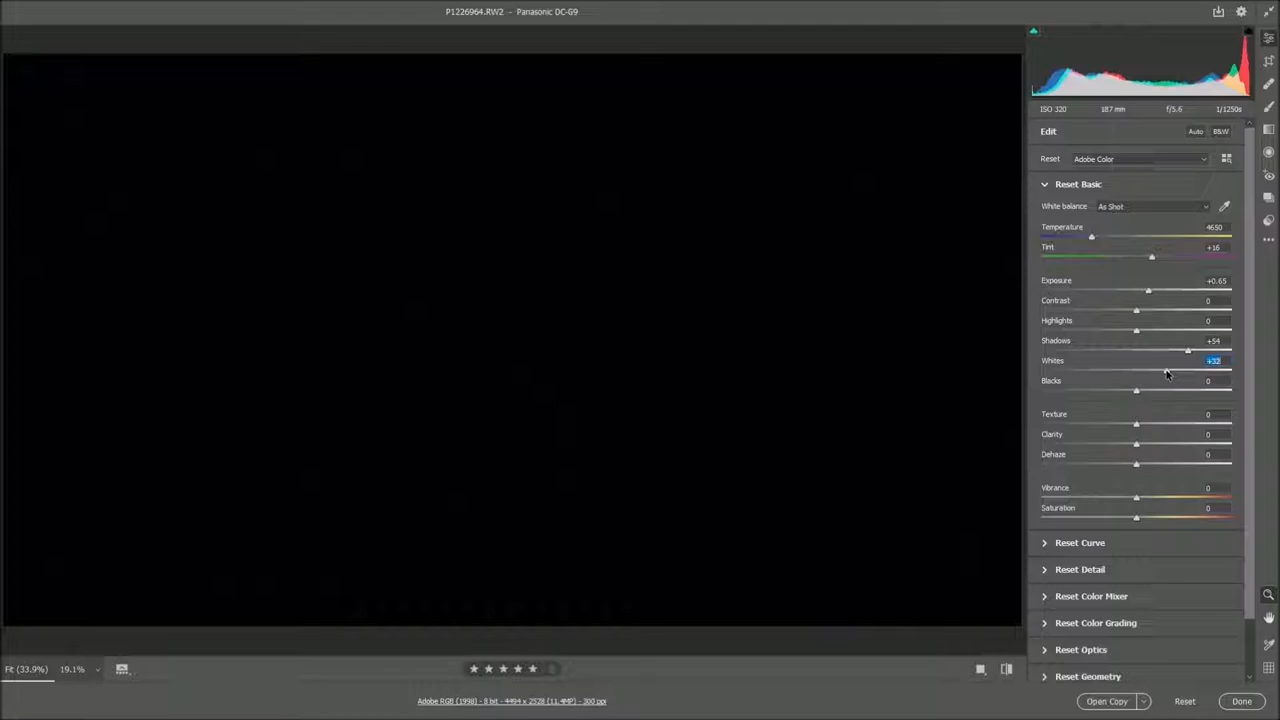 P1226964.RW2 - Panasonic DC-G9
ISO 320 187 mm f/5.6 1/1250s
Edit Auto B&W
Reset Adobe Color
Reset Basic
White balance As Shot
Temperature 4650
Tint +16
Exposure +0.65
Contrast 0
Highlights 0
Shadows +54
Whites +32
Blacks 0
Texture 0
Clarity 0
Dehaze 0
Vibrance 0
Saturation 0
Reset Curve
Reset Detail
Reset Color Mixer
Reset Color Grading
Reset Optics
Reset Geometry
Fit (33.9%) 19.1%
Adobe RGB (1998) - 8 bit - 4494 x 2528 (11.4MP) - 300 ppi
Open Copy Reset Done